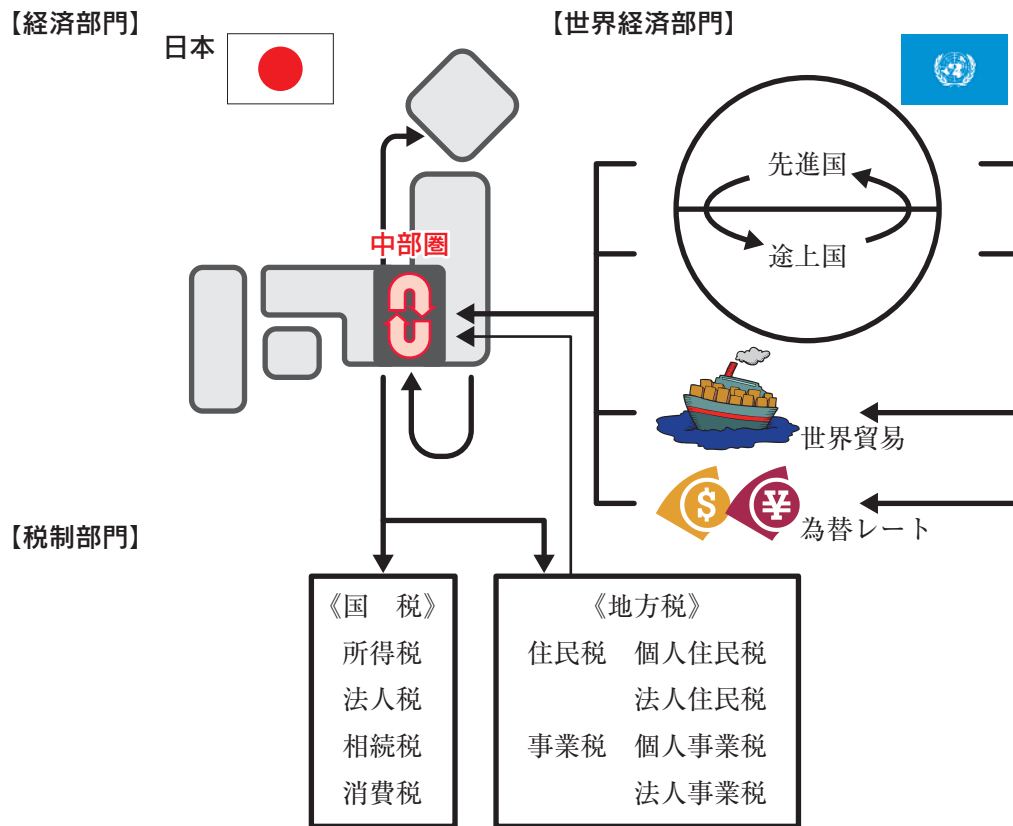 【経済部門】
日本
中部圏
【世界経済部門】
先進国
途上国
世界貿易
$ ¥
為替レート
【税制部門】
《国　税》
所得税
法人税
相続税
消費税
《地方税》
住民税　個人住民税
法人住民税
事業税　個人事業税
法人事業税